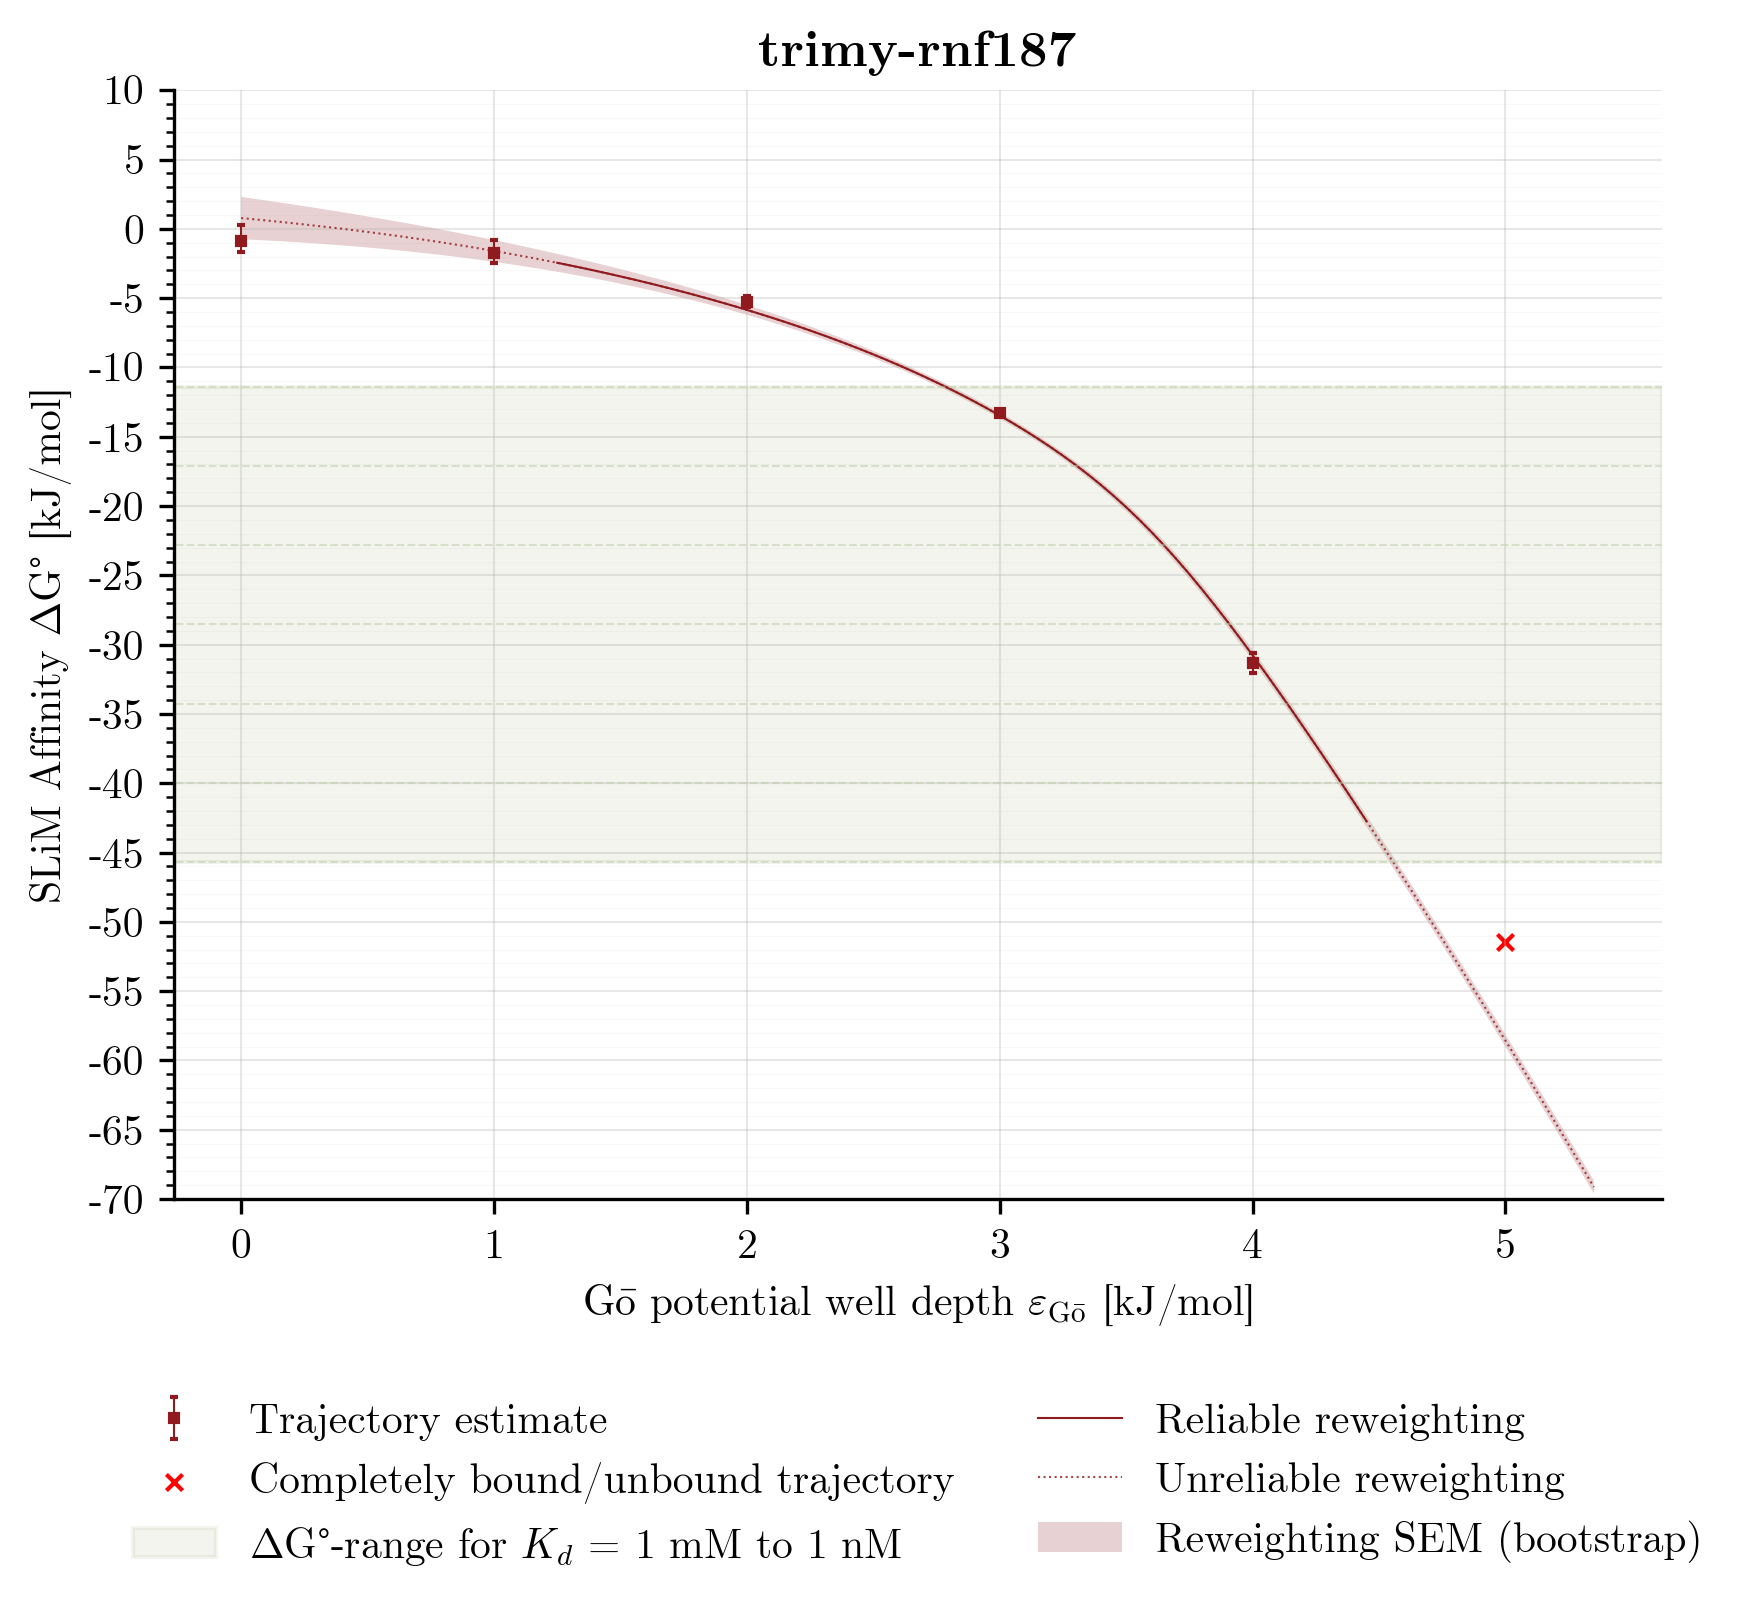 trimy-rnf187
10
5
0
-5
-10
-15
-20
-25
-30
-35
-40
-45
-50
-55
-60
-65
-70
SLiM Affinity ΔG° [kJ/mol]
0 1 2 3 4 5
Gō potential well depth εGō [kJ/mol]
Trajectory estimate
Completely bound/unbound trajectory
ΔG°-range for Kd = 1 mM to 1 nM
Reliable reweighting
Unreliable reweighting
Reweighting SEM (bootstrap)